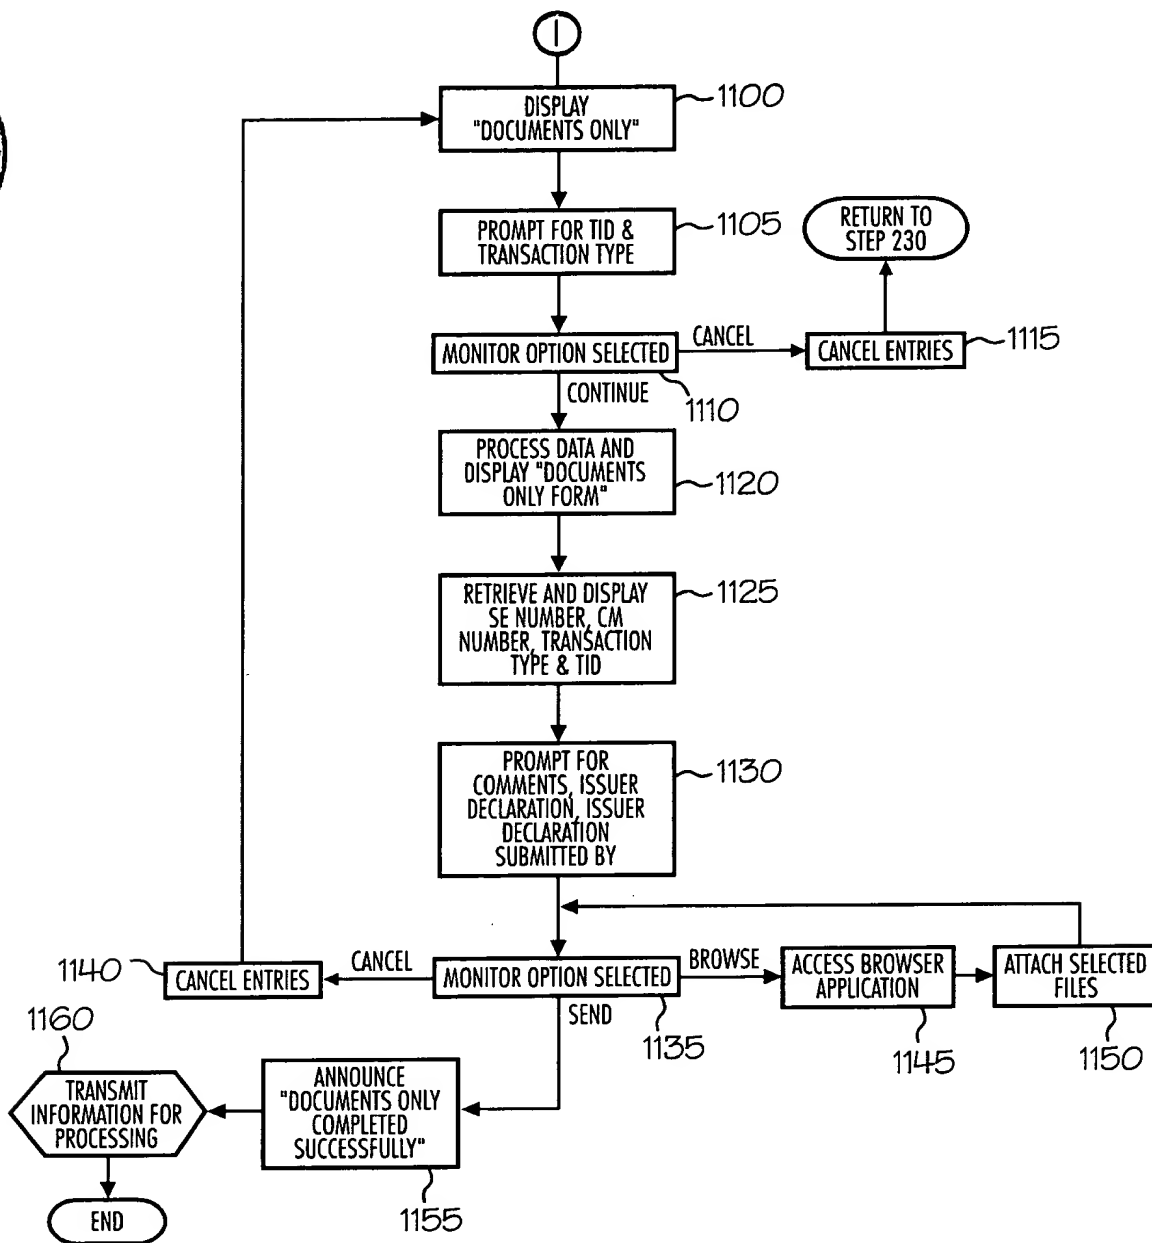 I
DISPLAY
"DOCUMENTS ONLY"
1100
PROMPT FOR TID &
TRANSACTION TYPE
1105
RETURN TO
STEP 230
MONITOR OPTION SELECTED
CANCEL
CANCEL ENTRIES
1115
CONTINUE
1110
PROCESS DATA AND
DISPLAY "DOCUMENTS
ONLY FORM"
1120
RETRIEVE AND DISPLAY
SE NUMBER, CM
NUMBER, TRANSACTION
TYPE & TID
1125
PROMPT FOR
COMMENTS, ISSUER
DECLARATION, ISSUER
DECLARATION
SUBMITTED BY
1130
1140
CANCEL ENTRIES
CANCEL
MONITOR OPTION SELECTED
BROWSE
ACCESS BROWSER
APPLICATION
ATTACH SELECTED
FILES
SEND
1135
1145
1150
1160
TRANSMIT
INFORMATION FOR
PROCESSING
ANNOUNCE
"DOCUMENTS ONLY
COMPLETED
SUCCESSFULLY"
1155
END